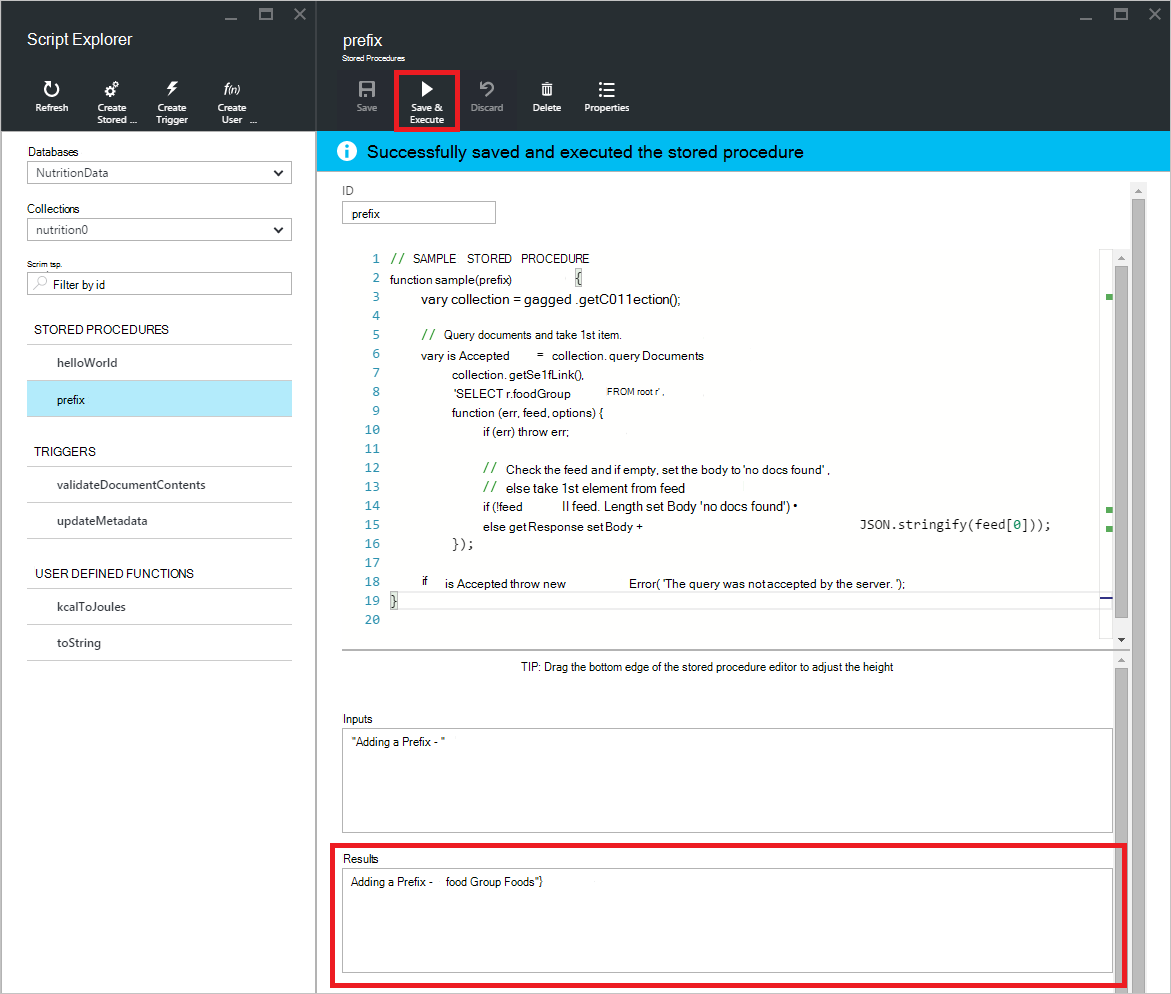 Script Explorer
Refresh
Create Stored ...
Create Trigger
Create User ...
Databases
NutritionData
Collections
nutrition0
Scrim tsp.
Filter by id
STORED PROCEDURES
helloWorld
prefix
TRIGGERS
validateDocumentContents
updateMetadata
USER DEFINED FUNCTIONS
kcalToJoules
toString
prefix
Stored Procedures
Save
Save & Execute
Discard
Delete
Properties
Successfully saved and executed the stored procedure
ID
prefix
1 // SAMPLE STORED PROCEDURE
2 function sample(prefix) {
3 vary collection = gagged .getC011ection();
4
5 // Query documents and take 1st item.
6 vary is Accepted = collection. query Documents
7 collection. getSe1fLink(),
8 'SELECT r.foodGroup FROM root r' ,
9 function (err, feed, options) {
10 if (err) throw err;
11
12 // Check the feed and if empty, set the body to 'no docs found' ,
13 // else take 1st element from feed
14 if (!feed II feed. Length set Body 'no docs found') •
15 else get Response set Body + JSON.stringify(feed[0]));
16 });
17
18 if is Accepted throw new Error( 'The query was not accepted by the server. ');
19 }
20
TIP: Drag the bottom edge of the stored procedure editor to adjust the height
Inputs
"Adding a Prefix - "
Results
Adding a Prefix - food Group Foods"}